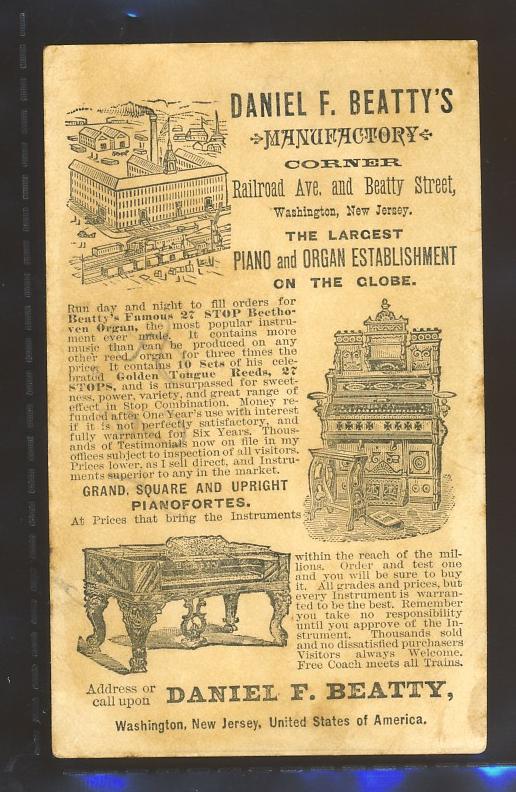 DANIEL F. BEATTY'S
MANUFACTORY
CORNER
Railroad Ave. and Beatty Street,
Washington, New Jersey.
THE LARGEST
PIANO and ORGAN ESTABLISHMENT
ON THE GLOBE.
Run day and night to fill orders for
Beatty's Famous 27 STOP Beetho-
ven Organ, the most popular instru-
ment ever made. It contains more
music than can be produced on any
other reed organ for three times the
price. It contains 10 Sets of his cele-
brated Golden Tongue Reeds, 27
STOPS, and is unsurpassed for sweet-
ness, power, variety, and great range of
effect in Stop Combination. Money re-
funded after One Year's use with interest
if it is not perfectly satisfactory, and
fully warranted for Six Years. Thous-
ands of Testimonials now on file in my
offices subject to inspection of all visitors.
Prices lower, as I sell direct, and Instru-
ments superior to any in the market.
GRAND, SQUARE AND UPRIGHT
PIANOFORTES.
At Prices that bring the Instruments
within the reach of the mil-
lions. Order and test one
and you will be sure to buy
it. All grades and prices, but
every Instrument is warran-
ted to be the best. Remember
you take no responsibility
until you approve of the In-
strument. Thousands sold
and no dissatisfied purchasers
Visitors always Welcome.
Free Coach meets all Trains.
Address or
call upon DANIEL F. BEATTY,
Washington, New Jersey, United States of America.